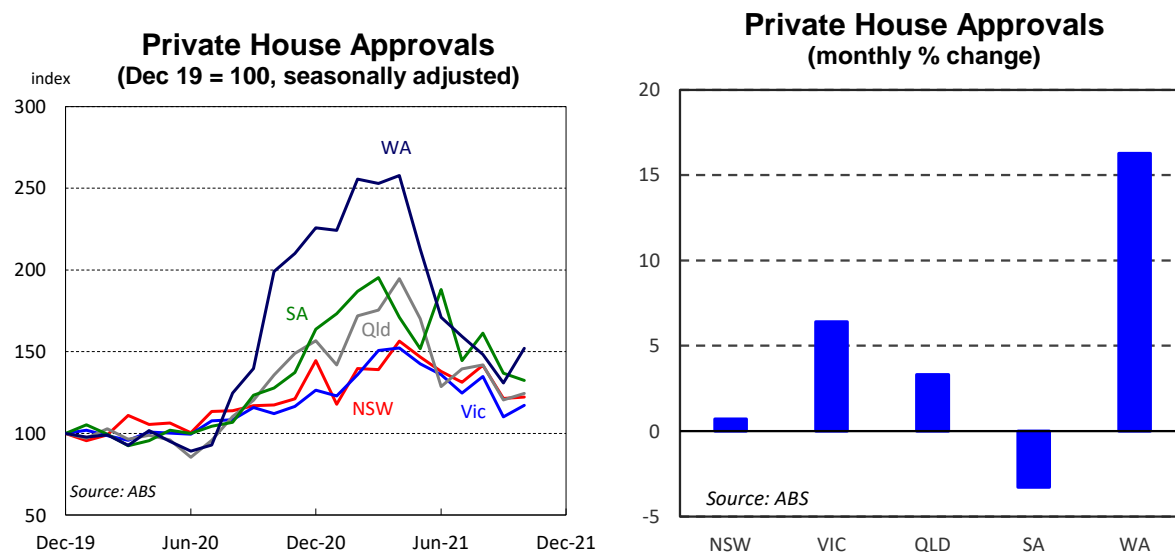 Private House Approvals
(Dec 19 = 100, seasonally adjusted)
index
300
250
200
150
100
50
WA
SA
Qld
NSW
Vic
Source: ABS
Dec-19 Jun-20 Dec-20 Jun-21 Dec-21
Private House Approvals
(monthly % change)
20
15
10
5
0
-5
Source: ABS
NSW VIC QLD SA WA